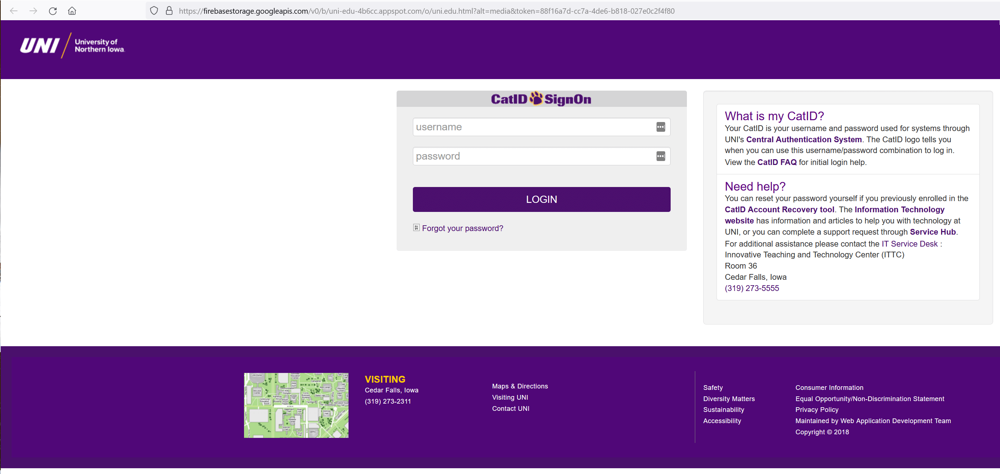 https://firebasestorage.googleapis.com/v0/b/uni-edu-4b6cc.appspot.com/o/uni.edu.html?alt=media&token=88f16a7d-cc7a-4de6-b818-027e0c2f4f80
UNI
University of
Northern Iowa
CatID SignOn
username
password
LOGIN
Forgot your password?
What is my CatID?
Your CatID is your username and password used for systems through
UNI's Central Authentication System. The CatID logo tells you
when you can use this username/password combination to log in.
View the CatID FAQ for initial login help.
Need help?
You can reset your password yourself if you previously enrolled in the
CatID Account Recovery tool. The Information Technology
website has information and articles to help you with technology at
UNI, or you can complete a support request through Service Hub.
For additional assistance please contact the IT Service Desk :
Innovative Teaching and Technology Center (ITTC)
Room 36
Cedar Falls, Iowa
(319) 273-5555
VISITING
Cedar Falls, Iowa
(319) 273-2311
Maps & Directions
Visiting UNI
Contact UNI
Safety
Diversity Matters
Sustainability
Accessibility
Consumer Information
Equal Opportunity/Non-Discrimination Statement
Privacy Policy
Maintained by Web Application Development Team
Copyright © 2018